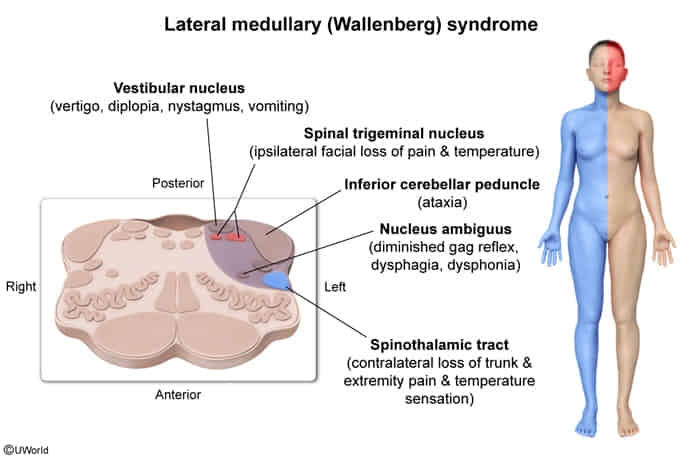 Lateral medullary (Wallenberg) syndrome
Vestibular nucleus
(vertigo, diplopia, nystagmus, vomiting)
Spinal trigeminal nucleus
(ipsilateral facial loss of pain & temperature)
Posterior
Inferior cerebellar peduncle
(ataxia)
Nucleus ambiguus
(diminished gag reflex,
dysphagia, dysphonia)
Right
Left
Spinothalamic tract
(contralateral loss of trunk &
extremity pain & temperature
sensation)
Anterior
©UWorld